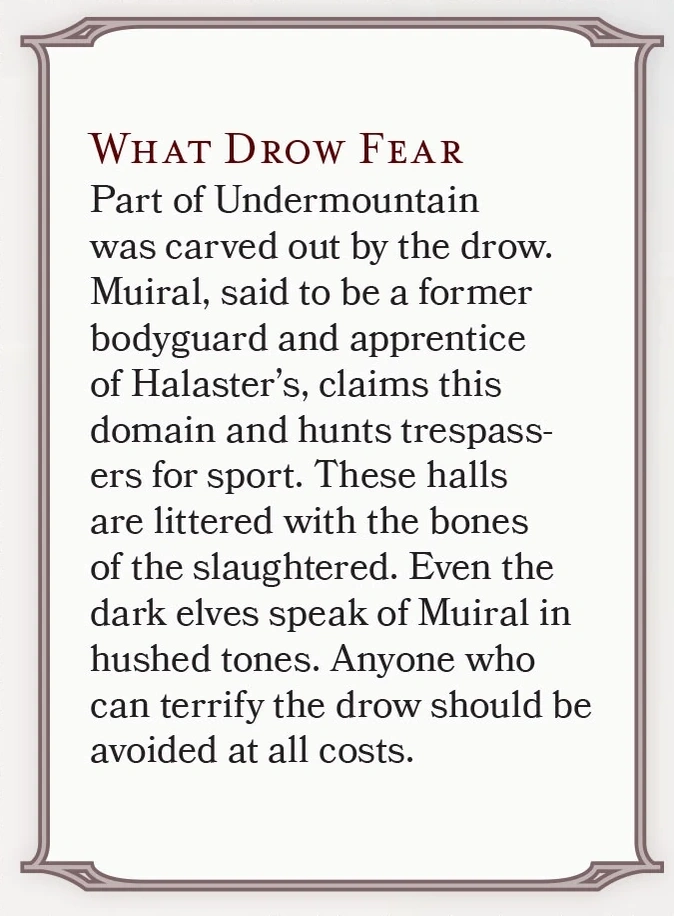 What Drow Fear
Part of Undermountain
was carved out by the drow.
Muiral, said to be a former
bodyguard and apprentice
of Halaster’s, claims this
domain and hunts trespass-
ers for sport. These halls
are littered with the bones
of the slaughtered. Even the
dark elves speak of Muiral in
hushed tones. Anyone who
can terrify the drow should be
avoided at all costs.